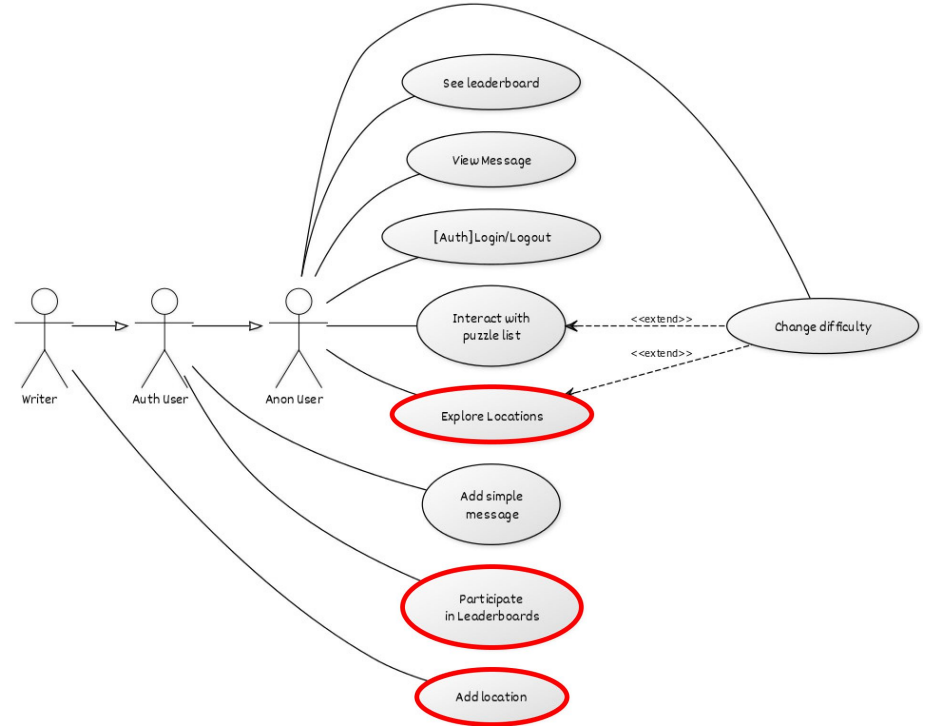 See leaderboard
View Message
[Auth]Login/Logout
Interact with
puzzle list
<<extend>>
Change difficulty
<<extend>>
Writer
Auth User
Anon User
Explore Locations
Add simple
message
Participate
in Leaderboards
Add location